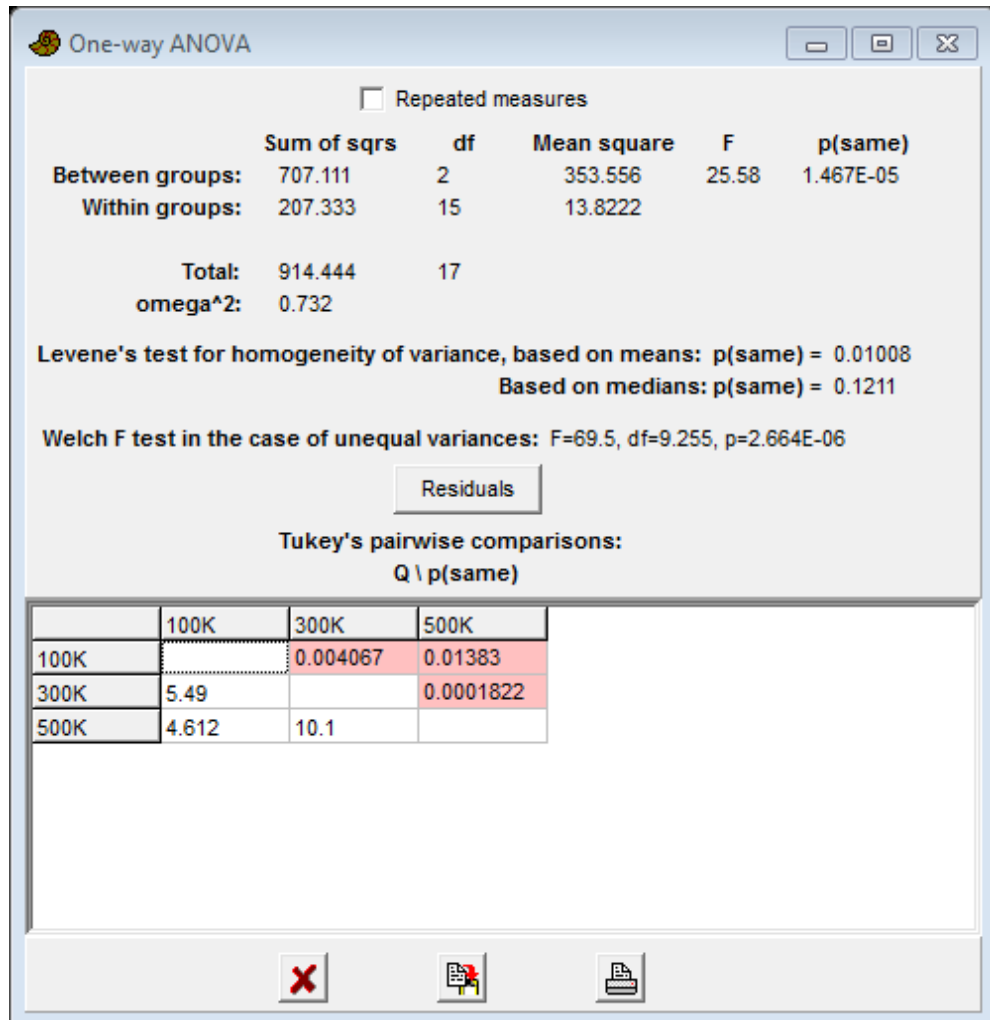 One-way ANOVA
Repeated measures
Sum of sqrs df Mean square F p(same)
Between groups: 707.111 2 353.556 25.58 1.467E-05
Within groups: 207.333 15 13.8222
Total: 914.444 17
omega^2: 0.732
Levene's test for homogeneity of variance, based on means: p(same) = 0.01008
Based on medians: p(same) = 0.1211
Welch F test in the case of unequal variances: F=69.5, df=9.255, p=2.664E-06
Residuals
Tukey's pairwise comparisons:
Q \ p(same)
100K 300K 500K
100K 0.004067 0.01383
300K 5.49 0.0001822
500K 4.612 10.1